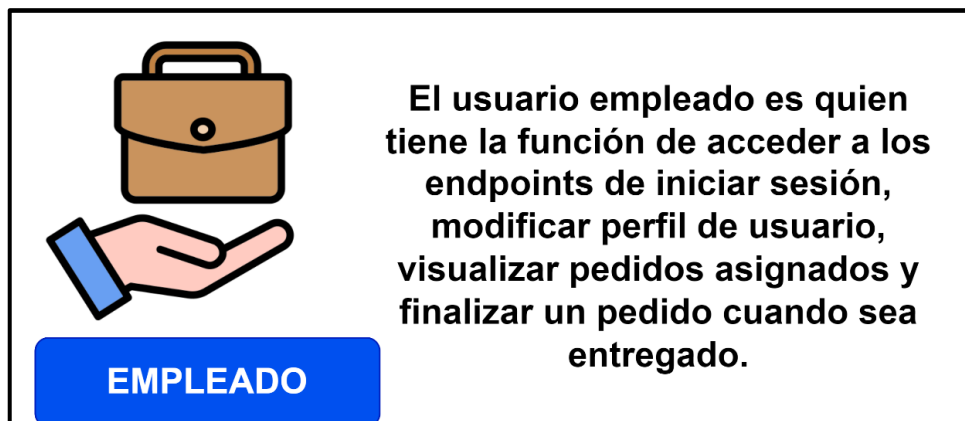 El usuario empleado es quien
tiene la función de acceder a los
endpoints de iniciar sesión,
modificar perfil de usuario,
visualizar pedidos asignados y
finalizar un pedido cuando sea
entregado.
EMPLEADO